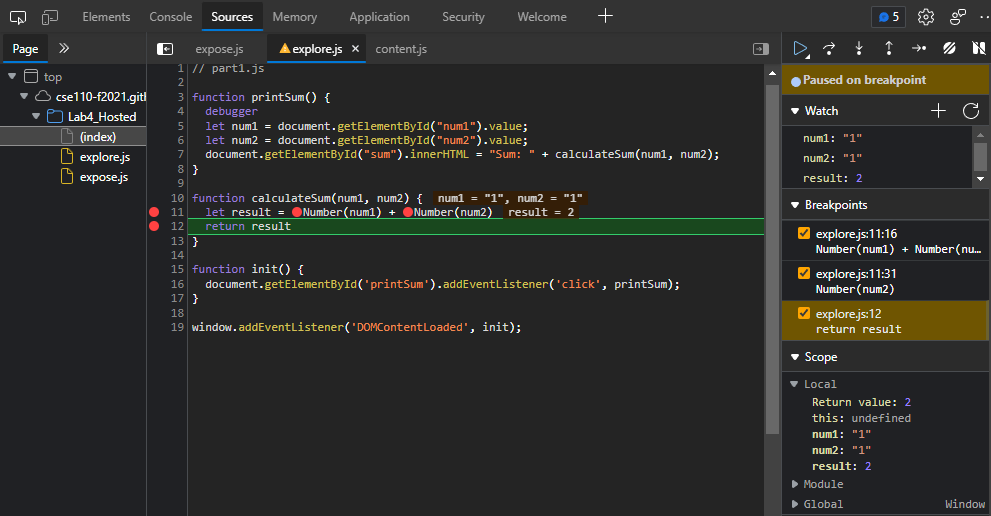 Elements Console Sources Memory Application Security Welcome 5
Page
expose.js explore.js content.js
top
cse110-f2021.gitl
Lab4_Hosted
(index)
explore.js
expose.js
1 // part1.js
2
3 function printSum() {
4 debugger
5 let num1 = document.getElementById("num1").value;
6 let num2 = document.getElementById("num2").value;
7 document.getElementById("sum").innerHTML = "Sum: " + calculateSum(num1, num2);
8 }
9
10 function calculateSum(num1, num2) { num1 = "1", num2 = "1"
11 let result = Number(num1) + Number(num2) result = 2
12 return result
13 }
14
15 function init() {
16 document.getElementById('printSum').addEventListener('click', printSum);
17 }
18
19 window.addEventListener('DOMContentLoaded', init);
Paused on breakpoint
Watch
num1: "1"
num2: "1"
result: 2
Breakpoints
explore.js:11:16
Number(num1) + Number(nu…
explore.js:11:31
Number(num2)
explore.js:12
return result
Scope
Local
Return value: 2
this: undefined
num1: "1"
num2: "1"
result: 2
Module
Global Window